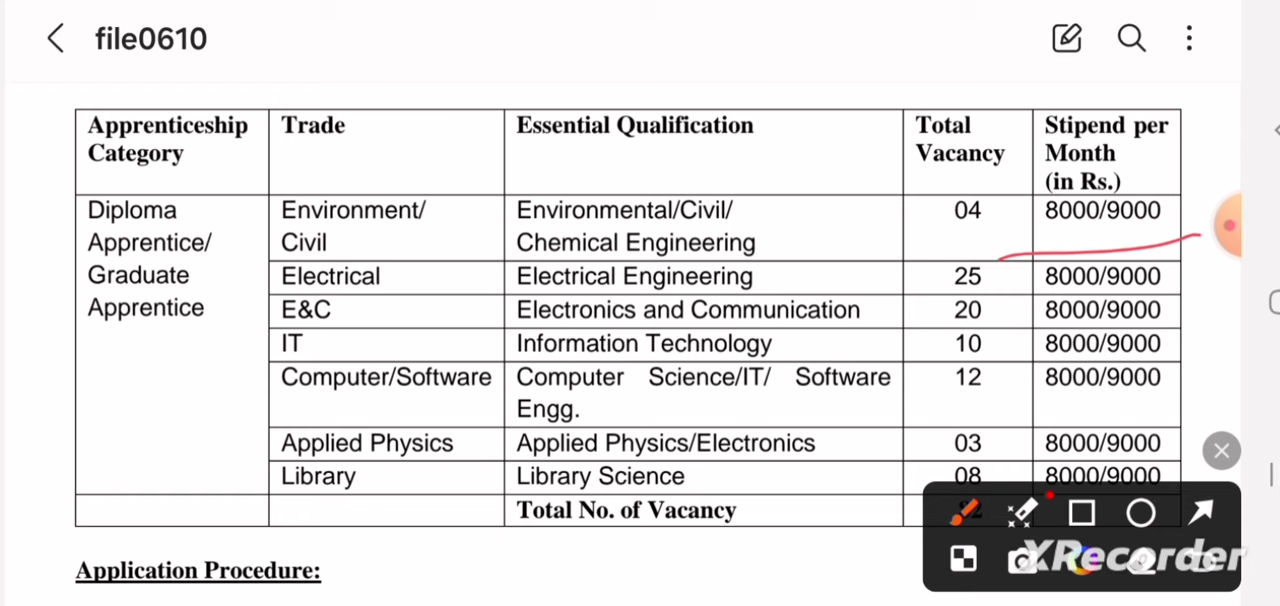 file0610
Apprenticeship Category Trade Essential Qualification Total Vacancy Stipend per Month (in Rs.)
Diploma Apprentice/ Graduate Apprentice
Environment/ Civil Environmental/Civil/ Chemical Engineering 04 8000/9000
Electrical Electrical Engineering 25 8000/9000
E&C Electronics and Communication 20 8000/9000
IT Information Technology 10 8000/9000
Computer/Software Computer Science/IT/ Software Engg. 12 8000/9000
Applied Physics Applied Physics/Electronics 03 8000/9000
Library Library Science 08 8000/9000
Total No. of Vacancy
Application Procedure:
XRecorder